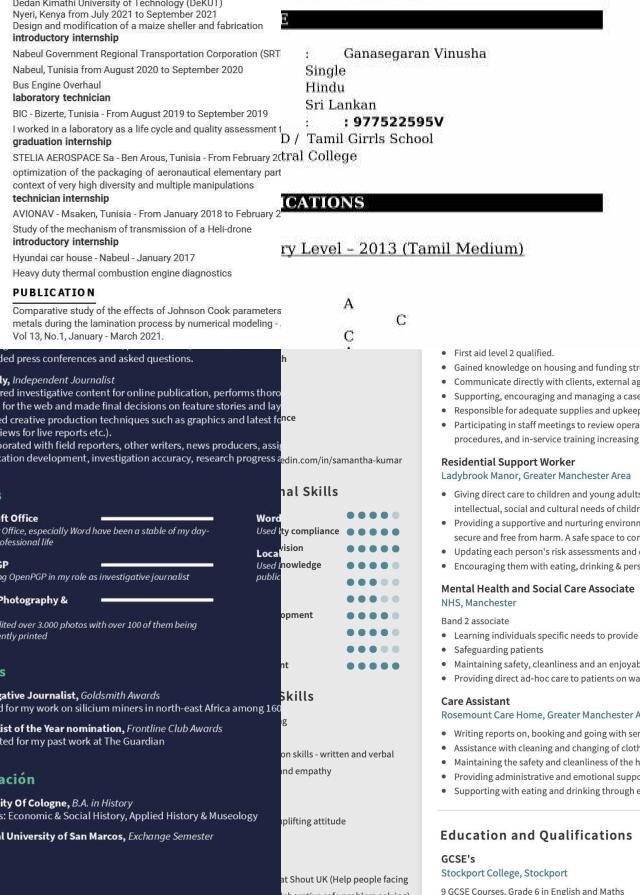 Dedan Kimathi University of Technology (DeKUT)
Nyeri, Kenya from July 2021 to September 2021
Design and modification of a maize sheller and fabrication
introductory internship
Nabeul Government Regional Transportation Corporation (SRT
Nabeul, Tunisia from August 2020 to September 2020
Bus Engine Overhaul
laboratory technician
BIC - Bizerte, Tunisia - From August 2019 to September 2019
I worked in a laboratory as a life cycle and quality assessment t
graduation internship
STELIA AEROSPACE Sa - Ben Arous, Tunisia - From February 20
optimization of the packaging of aeronautical elementary part
context of very high diversity and multiple manipulations
technician internship
AVIONAV - Msaken, Tunisia - From January 2018 to February 2
Study of the mechanism of transmission of a Heli-drone
introductory internship
Hyundai car house - Nabeul - January 2017
Heavy duty thermal combustion engine diagnostics
PUBLICATION
Comparative study of the effects of Johnson Cook parameters
metals during the lamination process by numerical modeling -
Vol 13, No.1, January - March 2021.
E
: Ganasegaran Vinusha
Single
Hindu
Sri Lankan
: : 977522595V
D / Tamil Girrls School
tral College
ICATIONS
ry Level – 2013 (Tamil Medium)
A
C
C
ded press conferences and asked questions.
ly, Independent Journalist
red investigative content for online publication, performs thoro
for the web and made final decisions on feature stories and lay
ed creative production techniques such as graphics and latest fo
iews for live reports etc.).
orated with field reporters, other writers, news producers, assig
ation development, investigation accuracy, research progress a
s
ft Office
Office, especially Word have been a stable of my day-
ofessional life
GP
ng OpenPGP in my role as investigative journalist
Photography &
dited over 3.000 photos with over 100 of them being
ently printed
Word
Used
Local
Used
public
s
gative Journalist, Goldsmith Awards
d for my work on silicium miners in north-east Africa among 160
ist of the Year nomination, Frontline Club Awards
ted for my past work at The Guardian
ación
ity Of Cologne, B.A. in History
s: Economic & Social History, Applied History & Museology
al University of San Marcos, Exchange Semester
h
nce
edin.com/in/samantha-kumar
nal Skills
ty compliance
vision
nowledge
opment
nt
Skills
ng
on skills - written and verbal
and empathy
uplifting attitude
at Shout UK (Help people facing
First aid level 2 qualified.
Gained knowledge on housing and funding str
Communicate directly with clients, external ag
Supporting, encouraging and managing a case
Responsible for adequate supplies and upkeep
Participating in staff meetings to review opera
procedures, and in-service training increasing
Residential Support Worker
Ladybrook Manor, Greater Manchester Area
Giving direct care to children and young adults
intellectual, social and cultural needs of childr
Providing a supportive and nurturing environm
secure and free from harm. A safe space to con
Updating each person's risk assessments and c
Encouraging them with eating, drinking & pers
Mental Health and Social Care Associate
NHS, Manchester
Band 2 associate
Learning individuals specific needs to provide
Safeguarding patients
Maintaining safety, cleanliness and an enjoyab
Providing direct ad-hoc care to patients on wa
Care Assistant
Rosemount Care Home, Greater Manchester A
Writing reports on, booking and going with ser
Assistance with cleaning and changing of cloth
Maintaining the safety and cleanliness of the h
Providing administrative and emotional suppo
Supporting with eating and drinking through e
Education and Qualifications
GCSE's
Stockport College, Stockport
9 GCSE Courses, Grade 6 in English and Maths